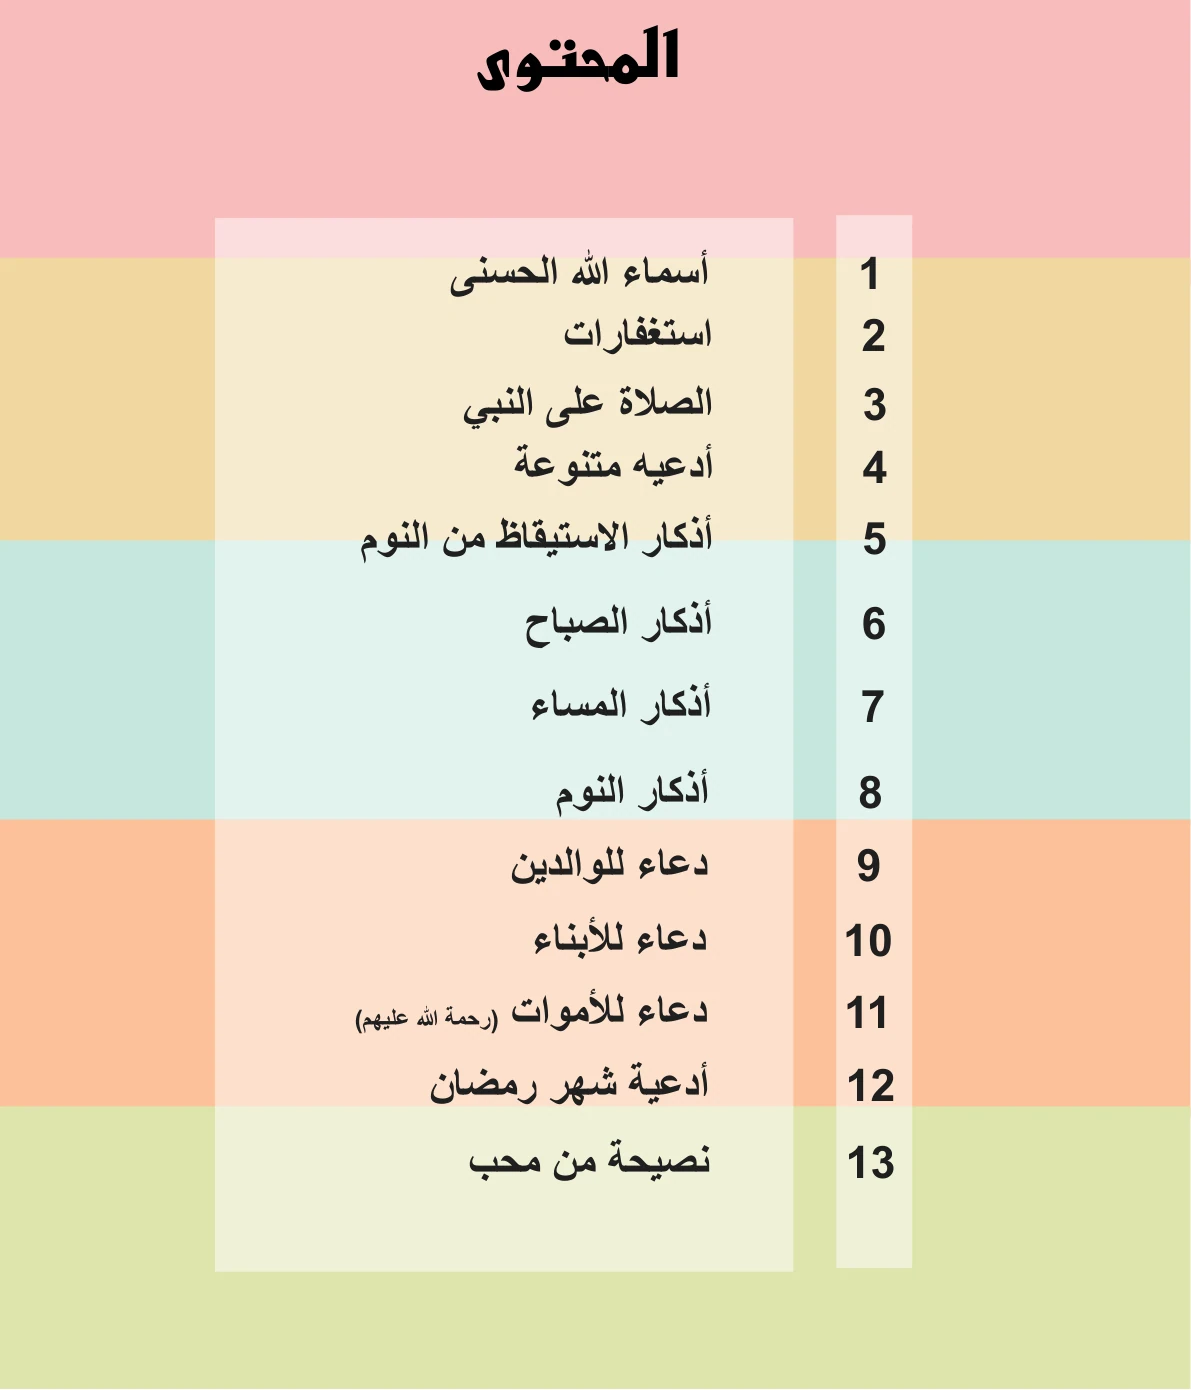 المحتوى
1 أسماء الله الحسنى
2 استغفارات
3 الصلاة على النبي
4 أدعيه متنوعة
5 أذكار الاستيقاظ من النوم
6 أذكار الصباح
7 أذكار المساء
8 أذكار النوم
9 دعاء للوالدين
10 دعاء للأبناء
11 دعاء للأموات (رحمة الله عليهم)
12 أدعية شهر رمضان
13 نصيحة من محب